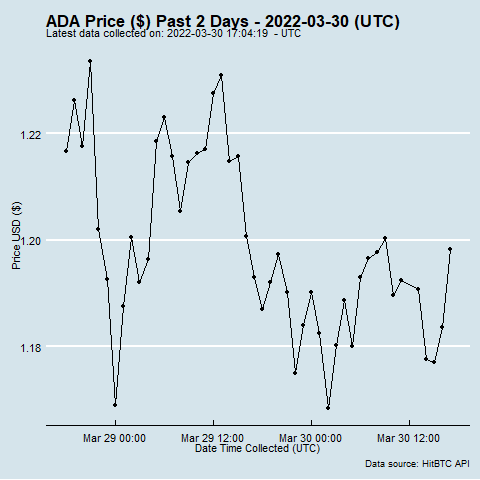 ADA Price ($) Past 2 Days - 2022-03-30 (UTC)
Latest data collected on: 2022-03-30 17:04:19 - UTC
1.22
1.20
1.18
Price USD ($)
Mar 29 00:00 Mar 29 12:00 Mar 30 00:00 Mar 30 12:00
Date Time Collected (UTC)
Data source: HitBTC API